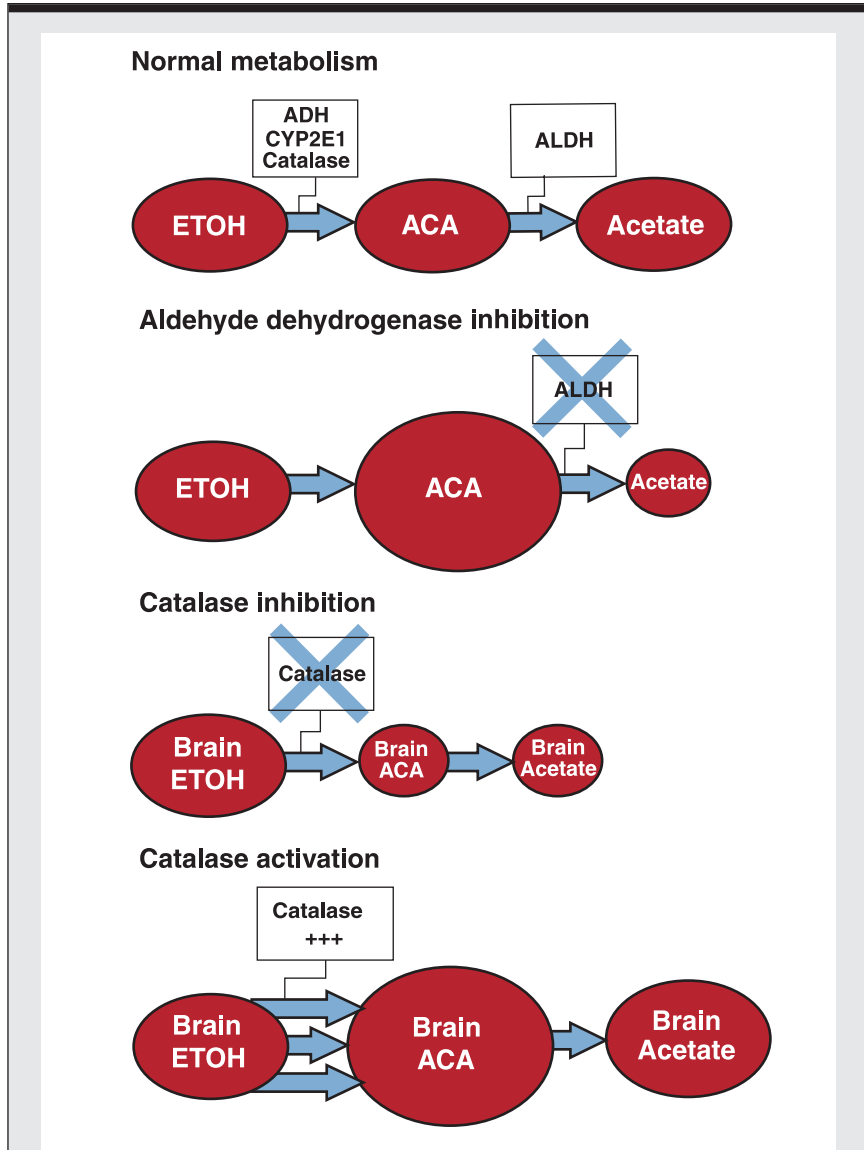 Normal metabolism
ADH
CYP2E1
Catalase
ALDH
ETOH
ACA
Acetate
Aldehyde dehydrogenase inhibition
ALDH
ETOH
ACA
Acetate
Catalase inhibition
Catalase
Brain
ETOH
Brain
ACA
Brain
Acetate
Catalase activation
Catalase
+++
Brain
ETOH
Brain
ACA
Brain
Acetate